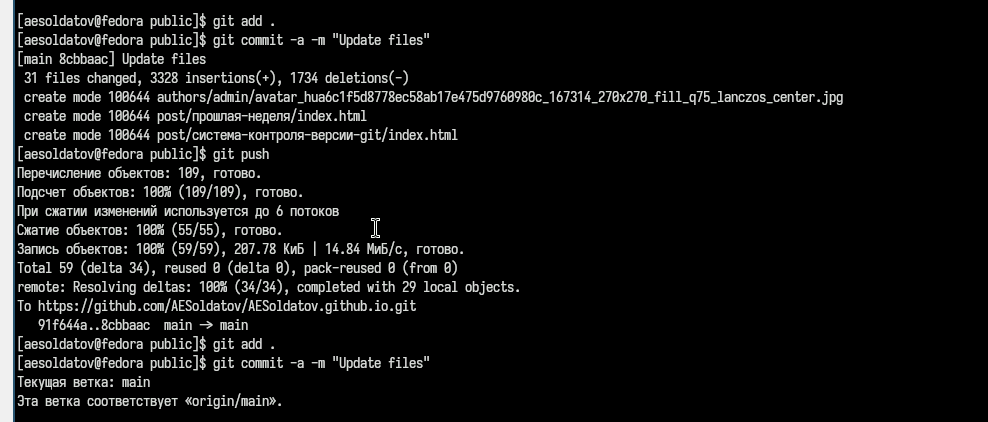 [aesoldatov@fedora public]$ git add .
[aesoldatov@fedora public]$ git commit -a -m "Update files"
[main 8cbbaac] Update files
31 files changed, 3328 insertions(+), 1734 deletions(-)
create mode 100644 authors/admin/avatar_hua6c1f5d8778ec58ab17e475d9760980c_167314_270x270_fill_q75_lanczos_center.jpg
create mode 100644 post/прошлая-неделя/index.html
create mode 100644 post/система-контроля-версии-git/index.html
[aesoldatov@fedora public]$ git push
Перечисление объектов: 109, готово.
Подсчет объектов: 100% (109/109), готово.
При сжатии изменений используется до 6 потоков
Сжатие объектов: 100% (55/55), готово.
Запись объектов: 100% (59/59), 207.78 КиБ | 14.84 МиБ/с, готово.
Total 59 (delta 34), reused 0 (delta 0), pack-reused 0 (from 0)
remote: Resolving deltas: 100% (34/34), completed with 29 local objects.
To https://github.com/AESoldatov/AESoldatov.github.io.git
91f644a..8cbbaac  main -> main
[aesoldatov@fedora public]$ git add .
[aesoldatov@fedora public]$ git commit -a -m "Update files"
Текущая ветка: main
Эта ветка соответствует «origin/main».